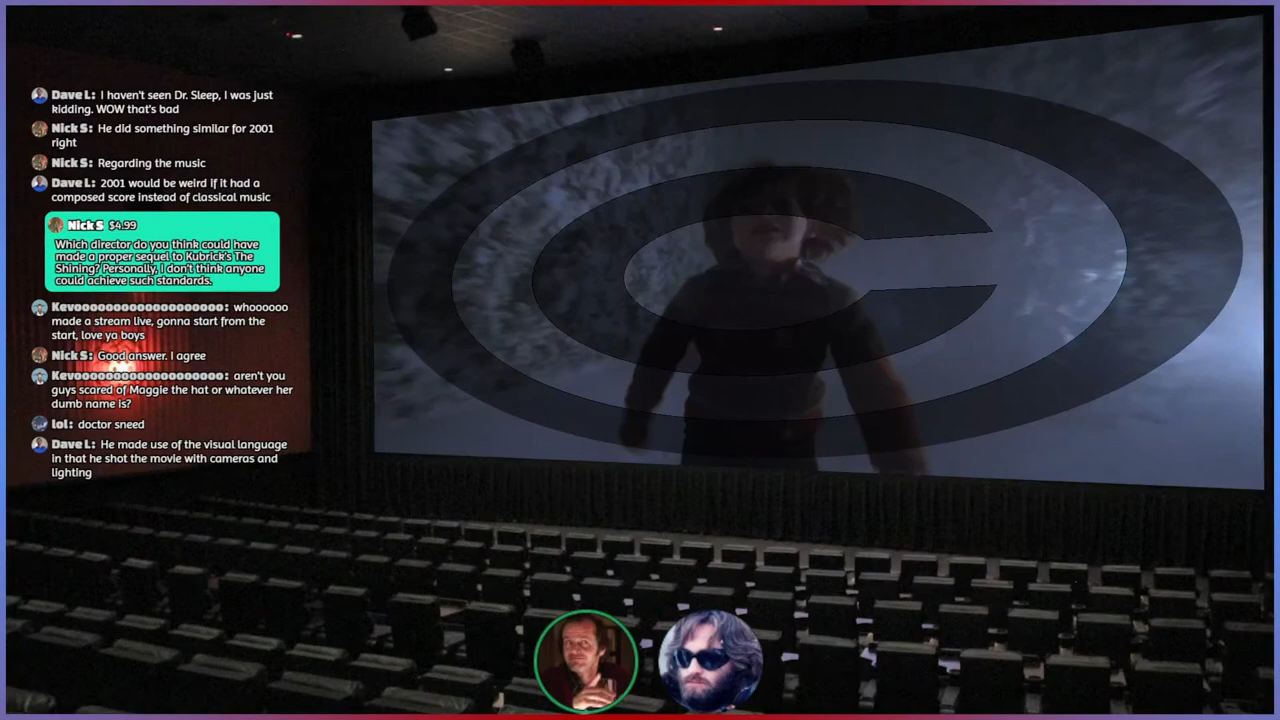 Dave L: I haven't seen Dr. Sleep, I was just
kidding. WOW that's bad
Nick S: He did something similar for 2001
right
Nick S: Regarding the music
Dave L: 2001 would be weird if it had a
composed score instead of classical music
Nick S $4.99
Which director do you think could have
made a proper sequel to Kubrick's The
Shining? Personally, I don't think anyone
could achieve such standards.
Kevooooooooooooooooooo: whoooooo
made a stream live, gonna start from the
start, love ya boys
Nick S: Good answer. I agree
Kevooooooooooooooooooo: aren't you
guys scared of Maggie the hat or whatever her
dumb name is?
lol: doctor sneed
Dave L: He made use of the visual language
in that he shot the movie with cameras and
lighting